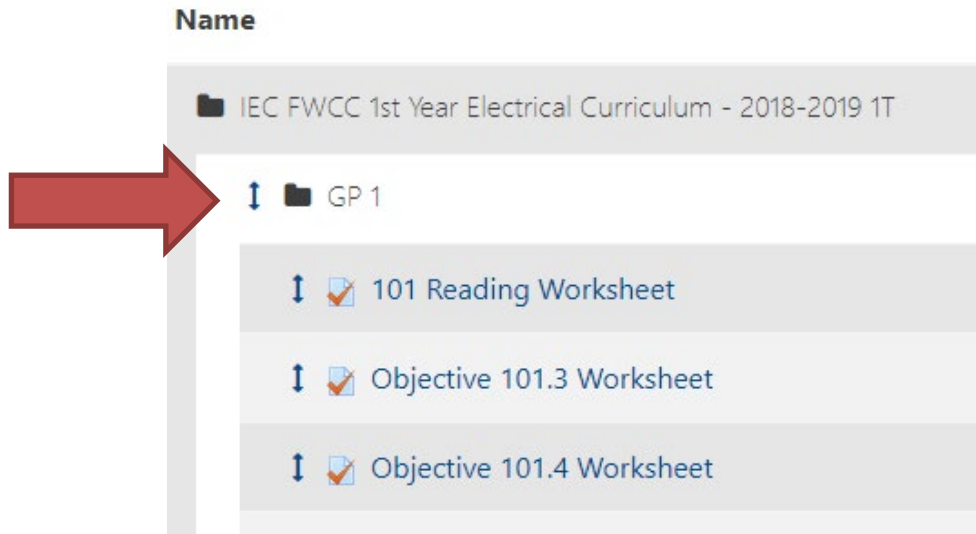 Name
IEC FWCC 1st Year Electrical Curriculum - 2018-2019 1T
GP 1
101 Reading Worksheet
Objective 101.3 Worksheet
Objective 101.4 Worksheet